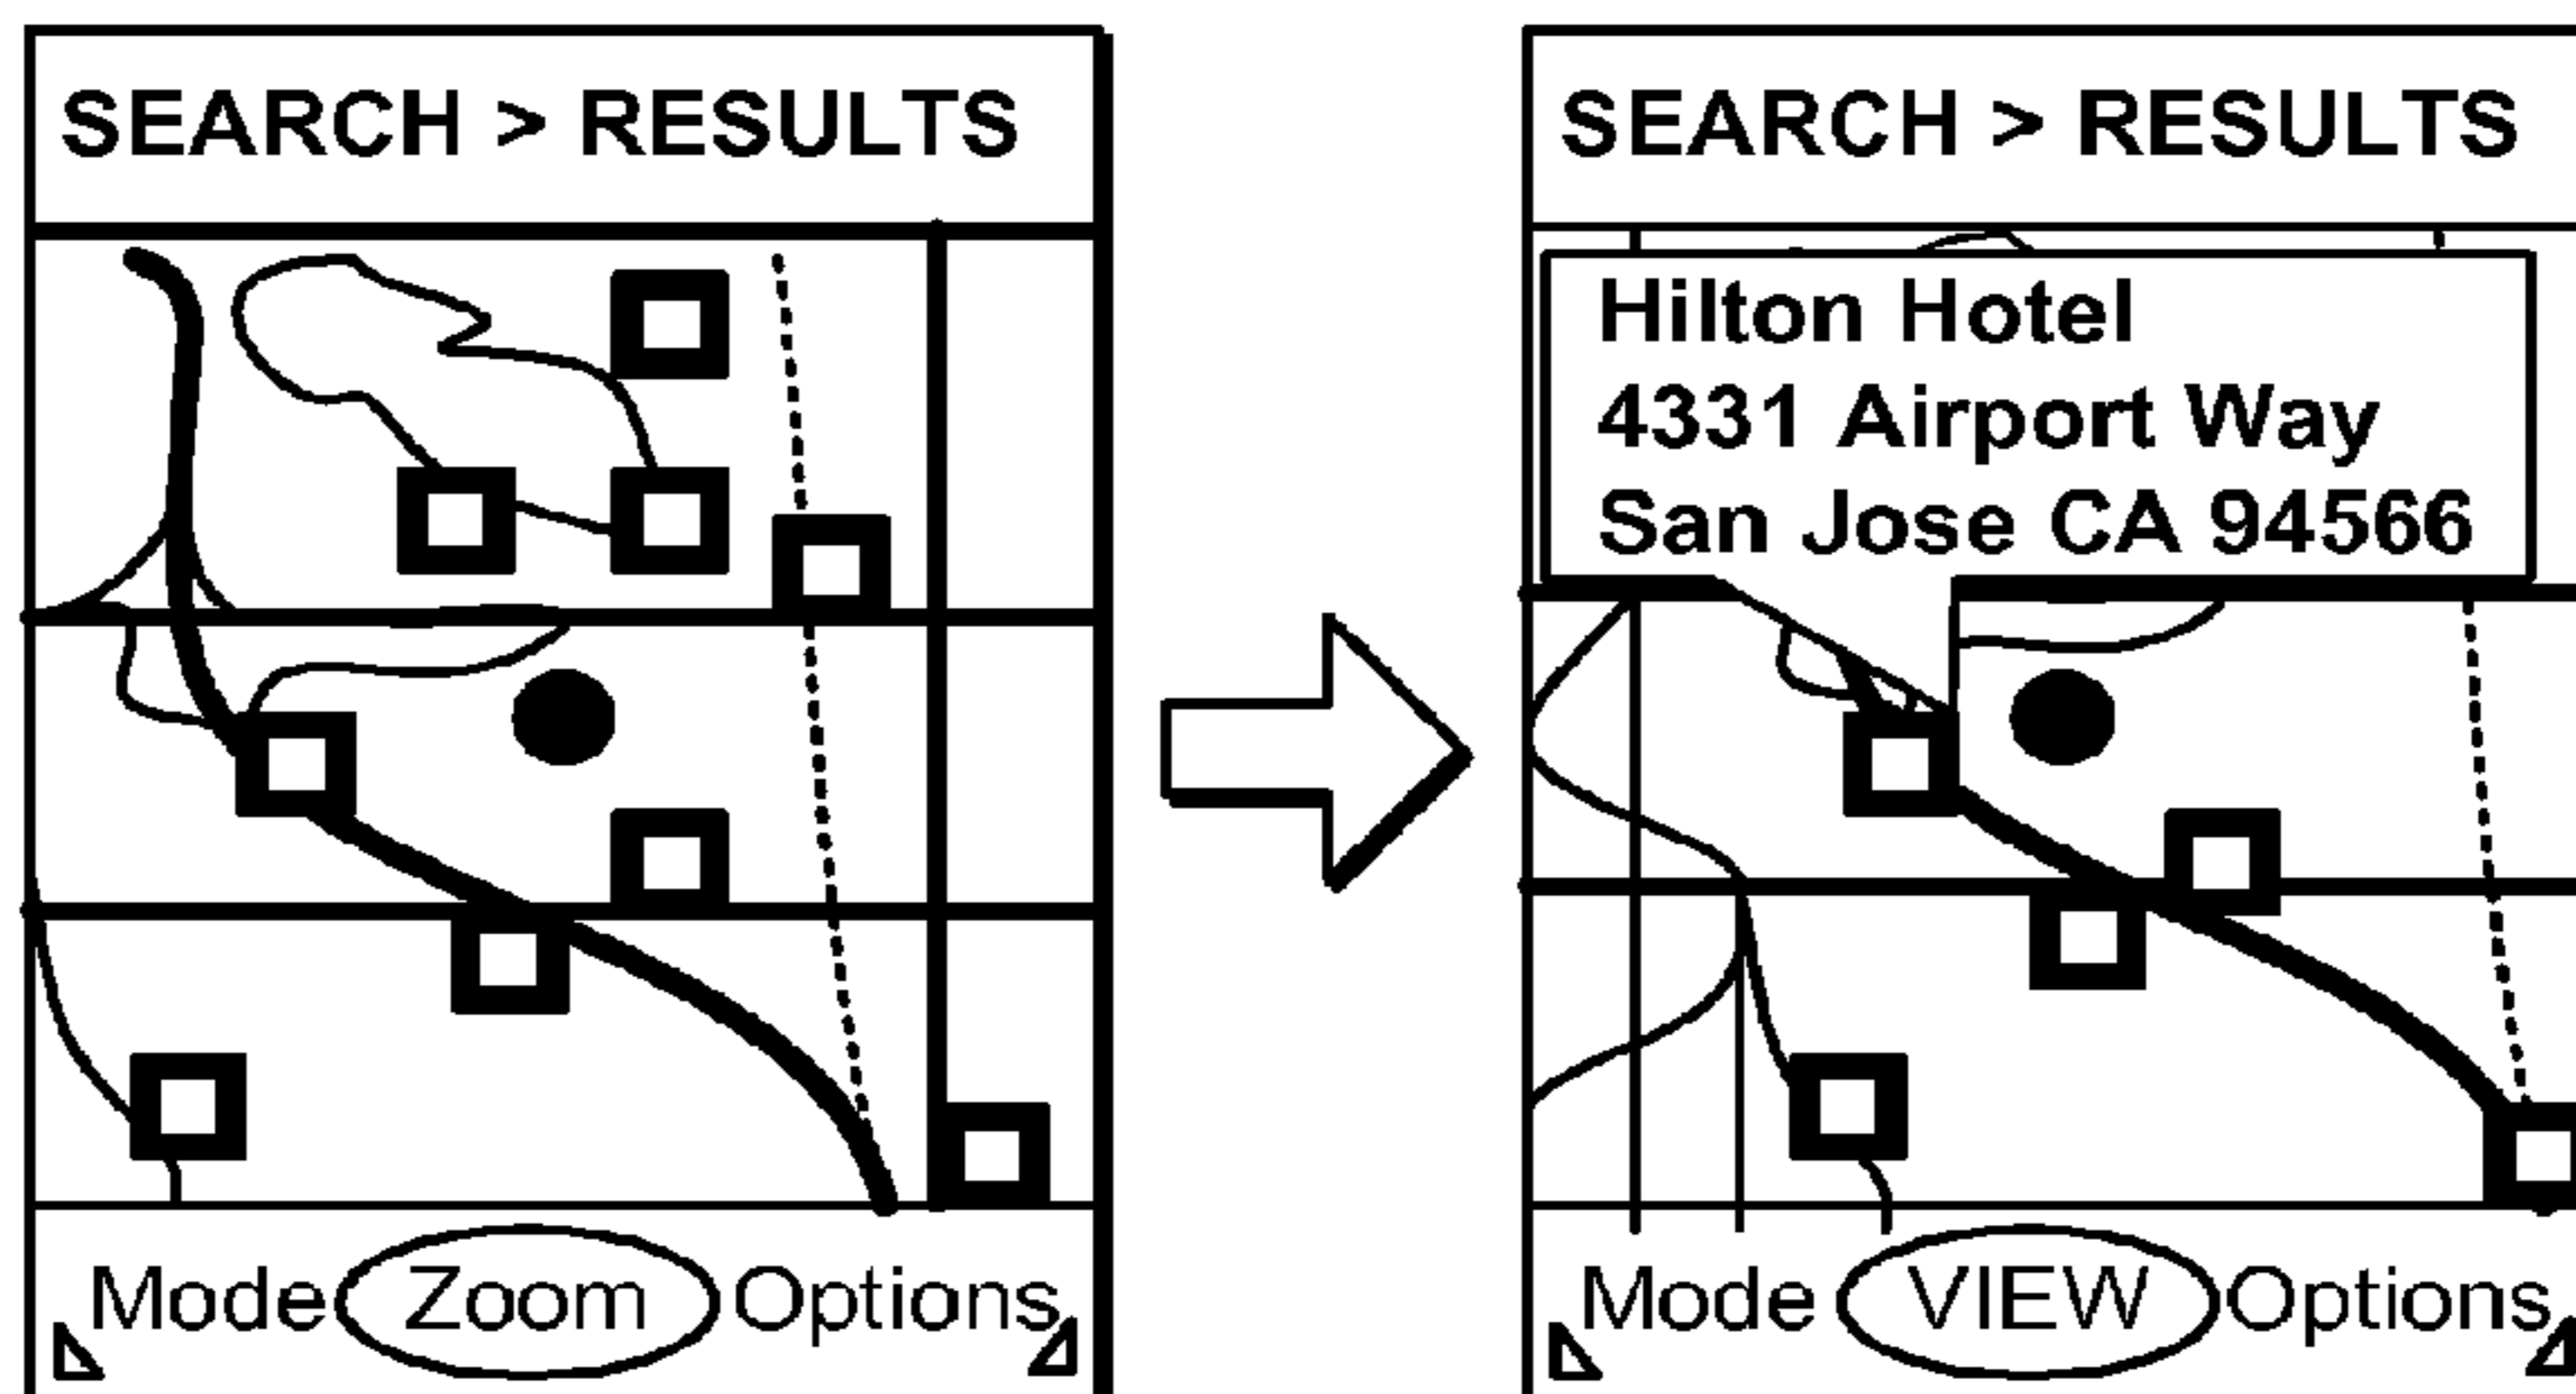 SEARCH > RESULTS
Mode Zoom Options
SEARCH > RESULTS
Hilton Hotel
4331 Airport Way
San Jose CA 94566
Mode VIEW Options